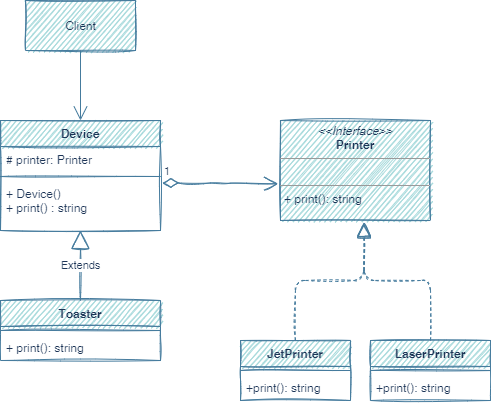 Client
Device
# printer: Printer
+ Device()
+ print() : string
1
<<Interface>>
Printer
+ print(): string
Extends
Toaster
+ print(): string
JetPrinter
+print(): string
LaserPrinter
+print(): string